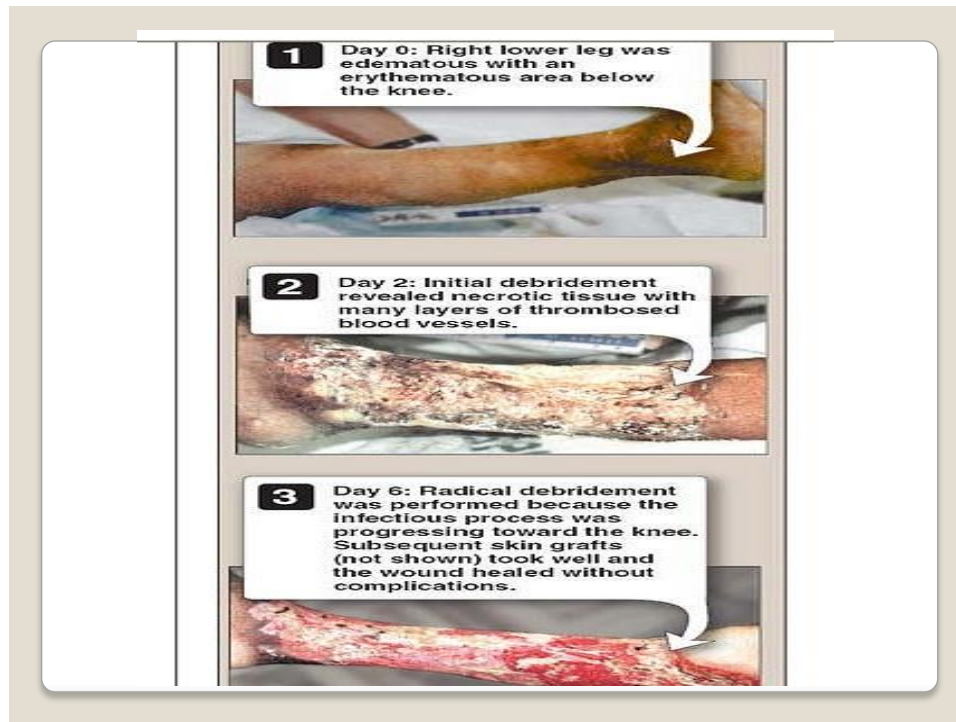 1
Day 0: Right lower leg was
edematous with an
erythematous area below
the knee.
2
Day 2: Initial debridement
revealed necrotic tissue with
many layers of thrombosed
blood vessels.
3
Day 6: Radical debridement
was performed because the
infectious process was
progressing toward the knee.
Subsequent skin grafts
(not shown) took well and
the wound healed without
complications.